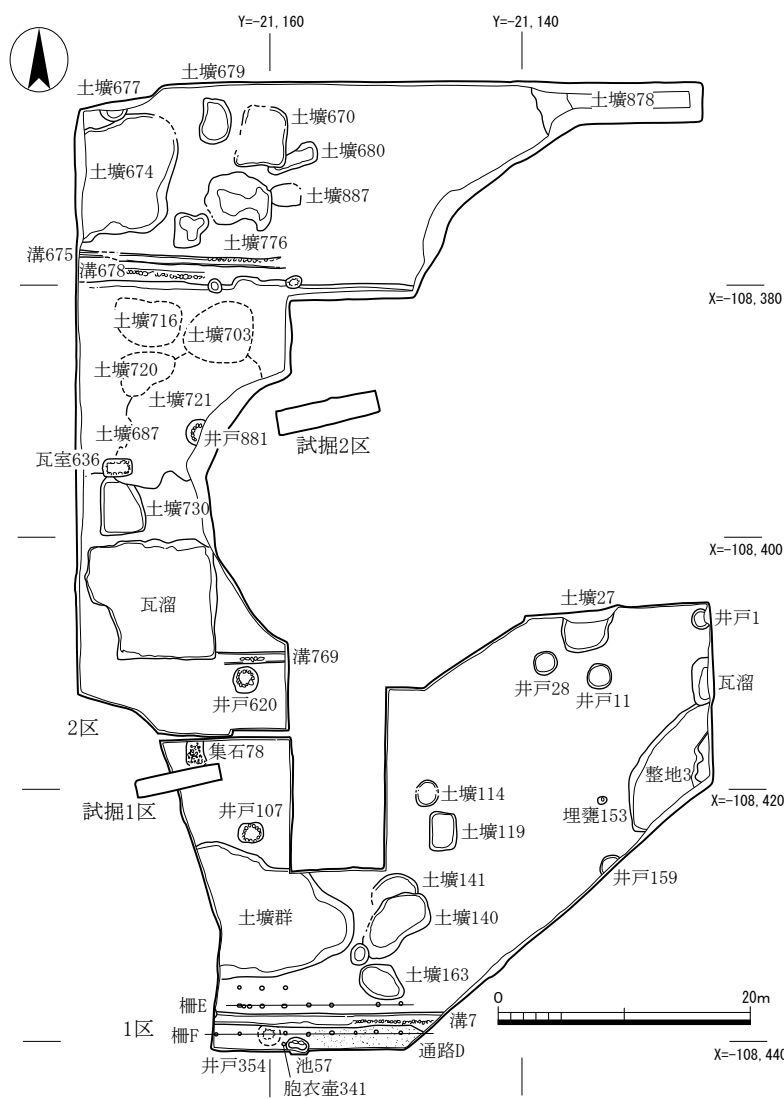 Y=-21,160
Y=-21,140
土壙679
土壙677
土壙670
土壙878
土壙680
土壙674
土壙887
土壙776
溝675
溝678
X=-108,380
土壙716
土壙703
土壙720
土壙721
土壙687
井戸881
試掘2区
瓦室636
土壙730
X=-108,400
瓦溜
土壙27
井戸1
溝769
井戸28
井戸11
瓦溜
井戸620
2区
集石78
整地3
試掘1区
土壙114
埋甕153
X=-108,420
井戸107
土壙119
井戸159
土壙141
土壙群
土壙140
土壙163
0
20m
柵E
1区
溝7
柵F
通路D
X=-108,440
井戸354
池57
胞衣壷341